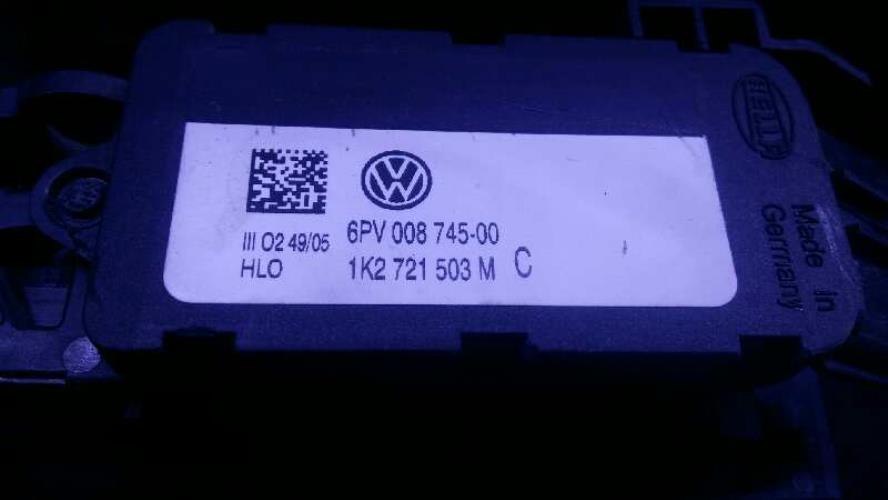 HELLA
6PV 008 745-00
III O2 49/05
1K2 721 503 M C
HLO
Made in
Germany